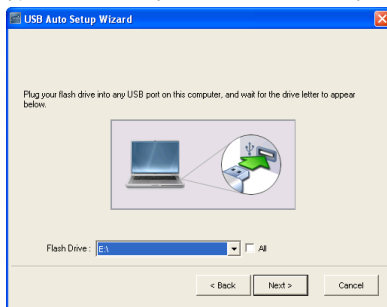 USB Auto Setup Wizard
Plug your flash drive into any USB port on this computer, and wait for the drive letter to appear
below.
Flash Drive : E:\ All
< Back Next > Cancel